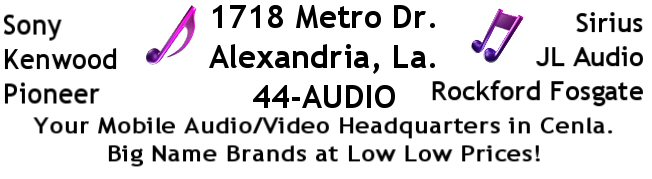 Sony
Kenwood
Pioneer
1718 Metro Dr.
Alexandria, La.
44-AUDIO
Sirius
JL Audio
Rockford Fosgate
Your Mobile Audio/Video Headquarters in Cenla.
Big Name Brands at Low Low Prices!